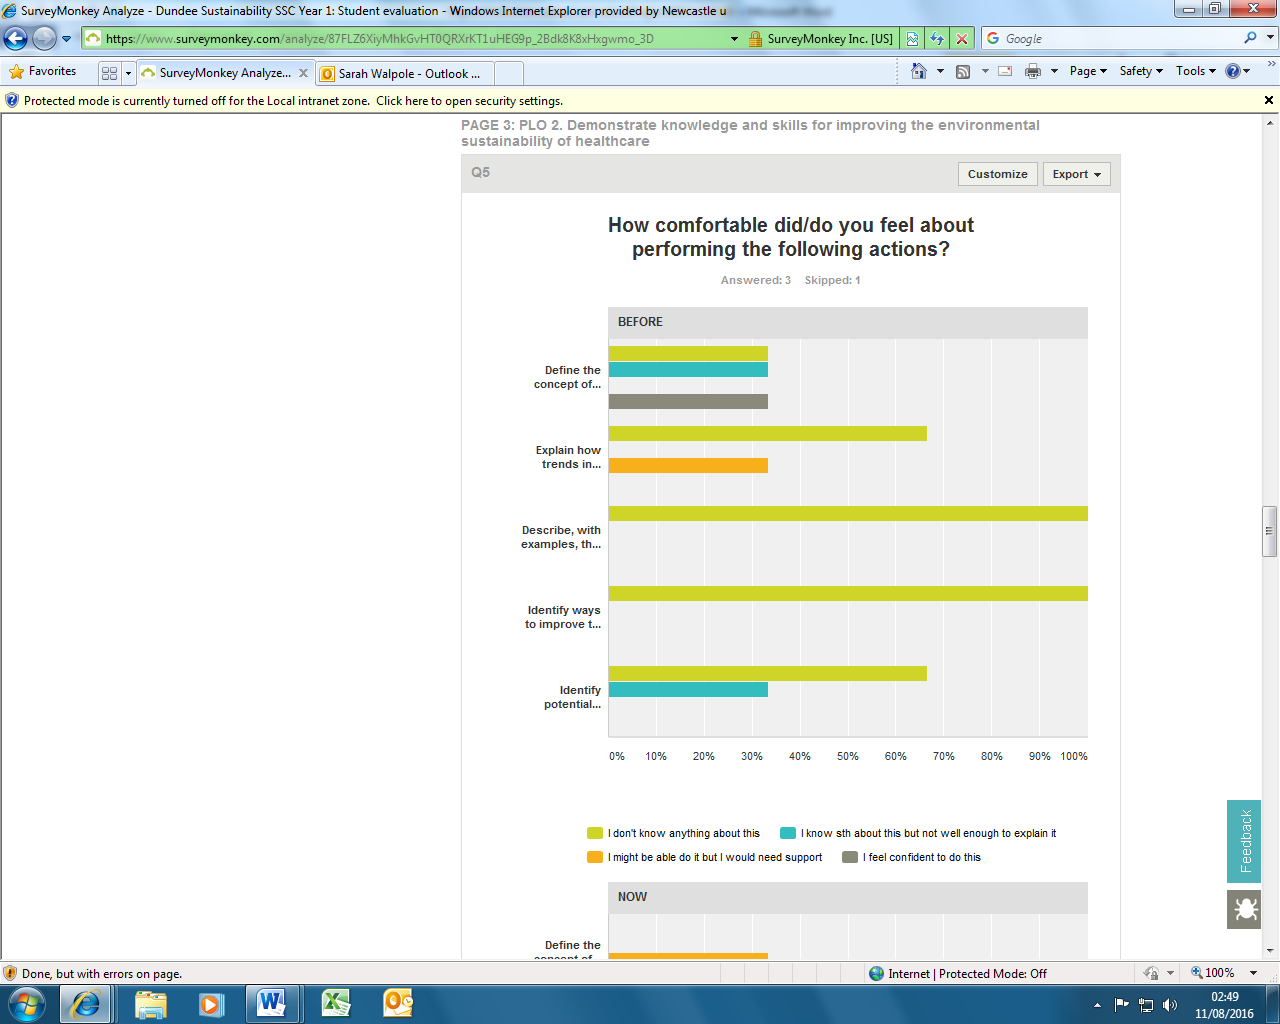 SurveyMonkey Analyze - Dundee Sustainability SSC Year 1: Student evaluation - Windows Internet Explorer provided by Newcastle u
https://www.surveymonkey.com/analyze/87FLZ6XiyMhkGvHT0QRXrKT1uHEG9p_2Bdk8K8xHxgwmo_3D
SurveyMonkey Inc. [US]
Google
Favorites
SurveyMonkey Analyze...
Sarah Walpole - Outlook ...
Page
Safety
Tools
Protected mode is currently turned off for the Local intranet zone. Click here to open security settings.
PAGE 3: PLO 2. Demonstrate knowledge and skills for improving the environmental
sustainability of healthcare
Q5
Customize
Export
How comfortable did/do you feel about
performing the following actions?
Answered: 3 Skipped: 1
BEFORE
Define the
concept of...
Explain how
trends in...
Describe, with
examples, th...
Identify ways
to improve t...
Identify
potential...
0% 10% 20% 30% 40% 50% 60% 70% 80% 90% 100%
I don't know anything about this
I know sth about this but not well enough to explain it
I might be able do it but I would need support
I feel confident to do this
NOW
Define the
concept of...
Feedback
Done, but with errors on page.
Internet | Protected Mode: Off
100%
02:49
11/08/2016